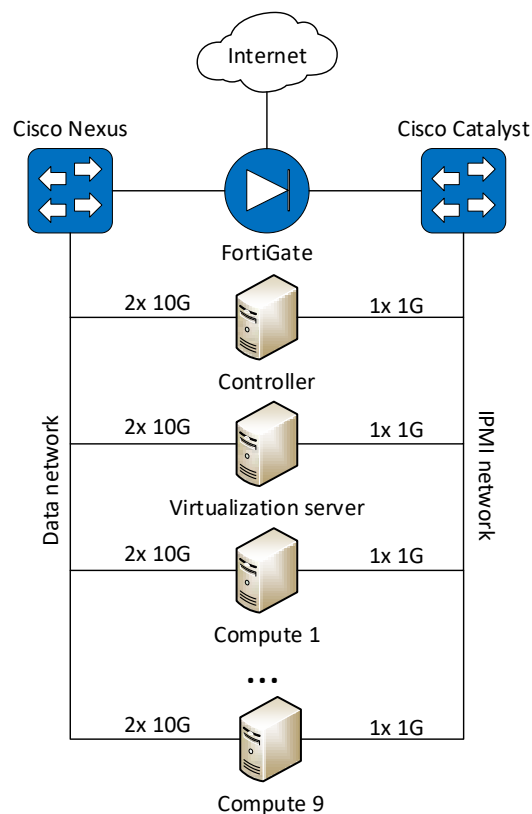 Internet
Cisco Nexus
Cisco Catalyst
FortiGate
2x 10G
1x 1G
Controller
2x 10G
1x 1G
Data network
IPMI network
Virtualization server
2x 10G
1x 1G
Compute 1
...
2x 10G
1x 1G
Compute 9